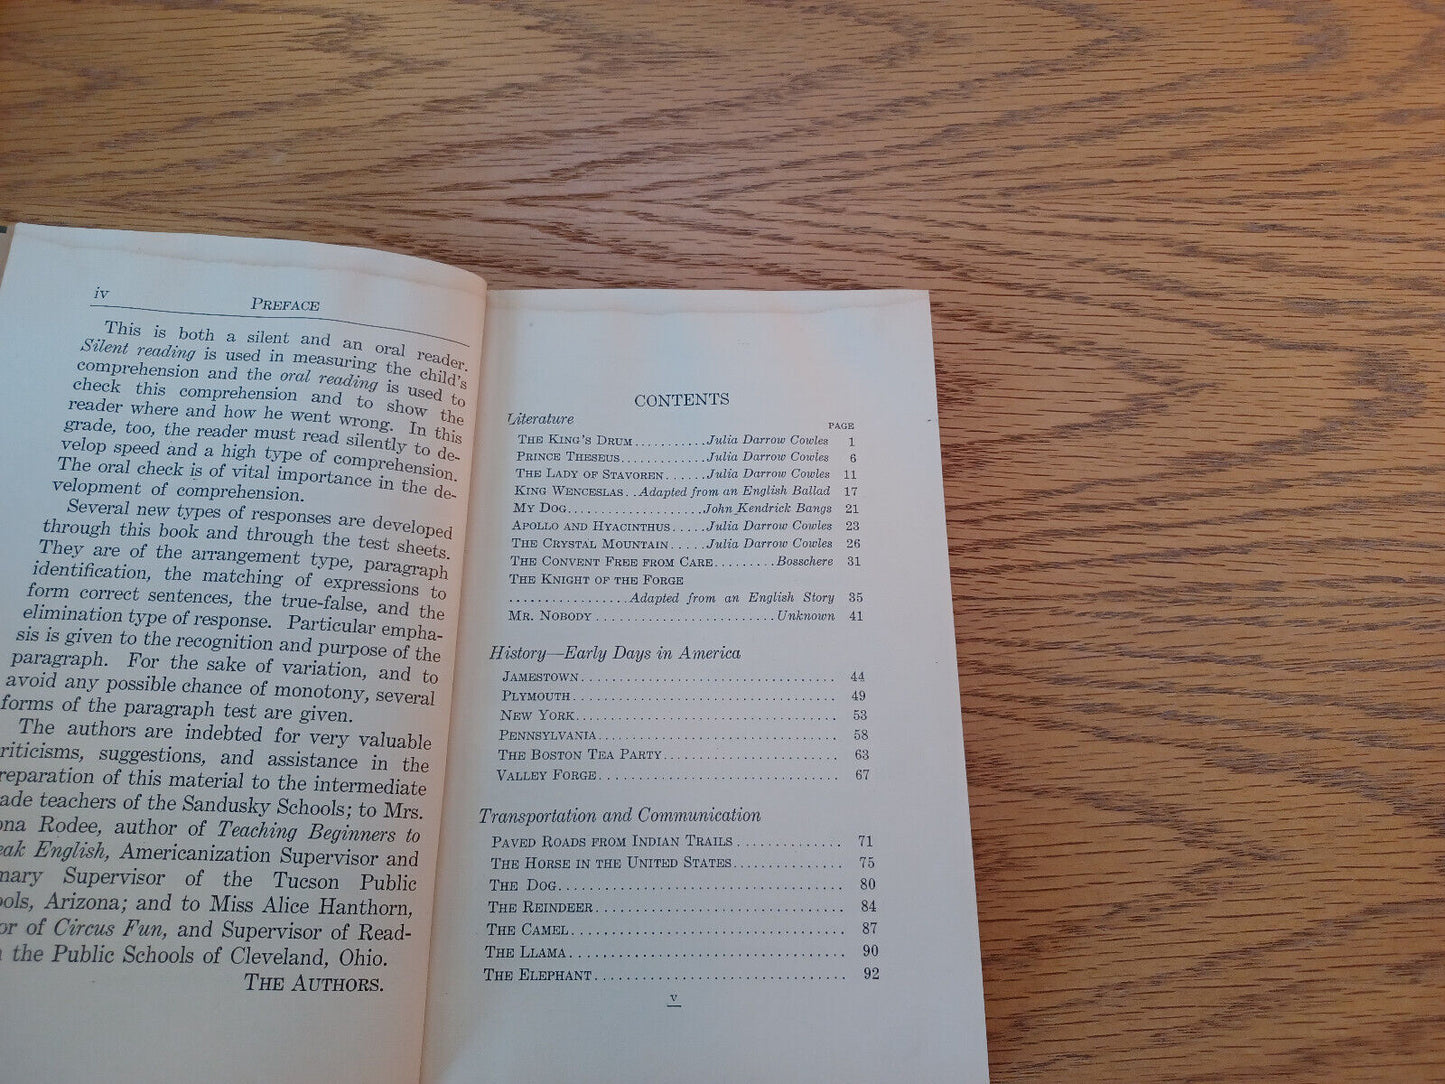 iv
PREFACE
This is both a silent and an oral reader.
Silent reading is used in measuring the child's
comprehension and the oral reading is used to
check this comprehension and to show the
reader where and how he went wrong. In this
grade, too, the reader must read silently to de-
velop speed and a high type of comprehension.
The oral check is of vital importance in the de-
velopment of comprehension.
Several new types of responses are developed
through this book and through the test sheets.
They are of the arrangement type, paragraph
identification, the matching of expressions to
form correct sentences, the true-false, and the
elimination type of response. Particular empha-
sis is given to the recognition and purpose of the
paragraph. For the sake of variation, and to
avoid any possible chance of monotony, several
forms of the paragraph test are given.
The authors are indebted for very valuable
riticisms, suggestions, and assistance in the
reparation of this material to the intermediate
ade teachers of the Sandusky Schools; to Mrs.
ona Rodee, author of Teaching Beginners to
eak English, Americanization Supervisor and
mary Supervisor of the Tucson Public
ools, Arizona; and to Miss Alice Hanthorn,
or of Circus Fun, and Supervisor of Read-
the Public Schools of Cleveland, Ohio.
THE AUTHORS.
CONTENTS
Literature
PAGE
THE KING'S DRUM...........Julia Darrow Cowles 1
PRINCE THESEUS.............Julia Darrow Cowles 6
THE LADY OF STAVOREN......Julia Darrow Cowles 11
KING WENCESLAS..Adapted from an English Ballad 17
MY DOG.....................John Kendrick Bangs 21
APOLLO AND HYACINTHUS.....Julia Darrow Cowles 23
THE CRYSTAL MOUNTAIN.....Julia Darrow Cowles 26
THE CONVENT FREE FROM CARE.........Bosschere 31
THE KNIGHT OF THE FORGE
.................Adapted from an English Story 35
MR. NOBODY..........................Unknown 41
History—Early Days in America
JAMESTOWN.................................. 44
PLYMOUTH................................... 49
NEW YORK................................... 53
PENNSYLVANIA............................... 58
THE BOSTON TEA PARTY....................... 63
VALLEY FORGE............................... 67
Transportation and Communication
PAVED ROADS FROM INDIAN TRAILS............. 71
THE HORSE IN THE UNITED STATES............. 75
THE DOG.................................... 80
THE REINDEER............................... 84
THE CAMEL.................................. 87
THE LLAMA.................................. 90
THE ELEPHANT............................... 92
v